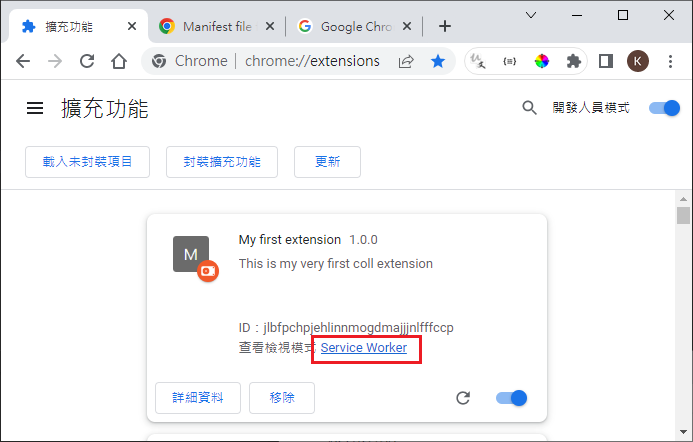 擴充功能
Manifest file
Google Chro
Chrome | chrome://extensions
K
擴充功能
開發人員模式
載入未封裝項目
封裝擴充功能
更新
M
My first extension 1.0.0
This is my very first coll extension
ID：jlbfpchpjehlinnmogdmajjjnlfffccp
查看檢視模式 Service Worker
詳細資料
移除